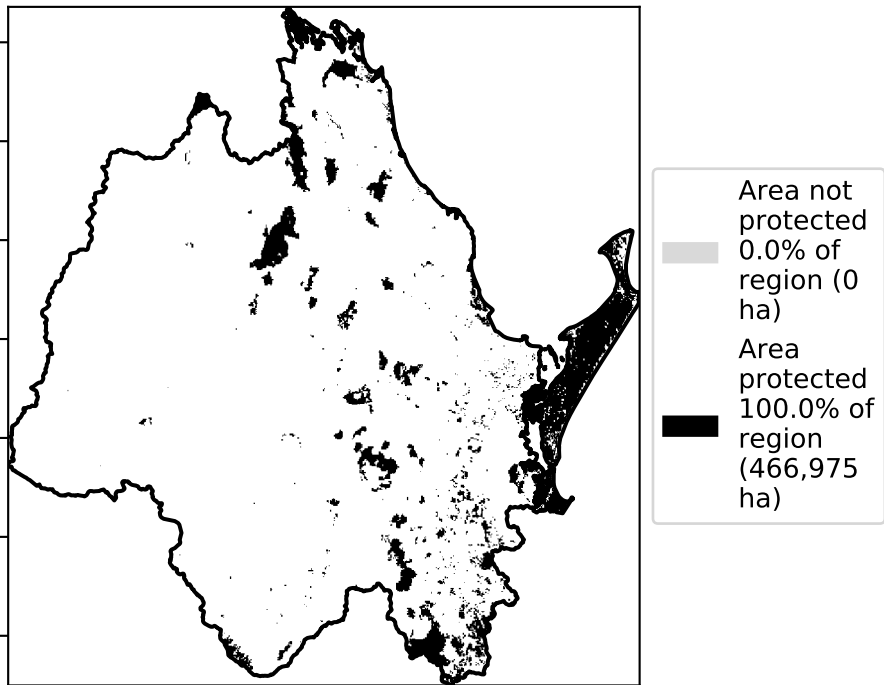 Area not
protected
0.0% of
region (0
ha)
Area
protected
100.0% of
region
(466,975
ha)